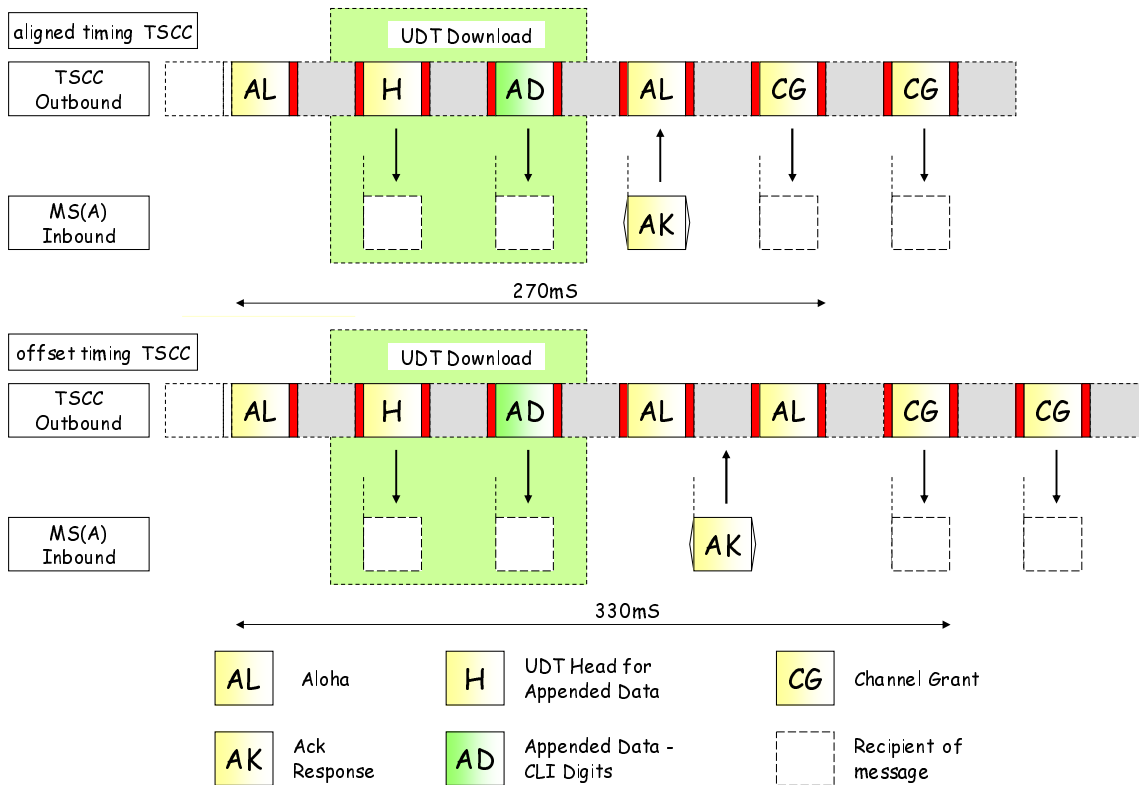 aligned timing TSCC
UDT Download
TSCC
Outbound
AL
H
AD
AL
CG
CG
MS(A)
Inbound
AK
270mS
offset timing TSCC
UDT Download
TSCC
Outbound
AL
H
AD
AL
AL
CG
CG
MS(A)
Inbound
AK
330mS
AL
Aloha
H
UDT Head for
Appended Data
CG
Channel Grant
AK
Ack
Response
AD
Appended Data -
CLI Digits
Recipient of
message